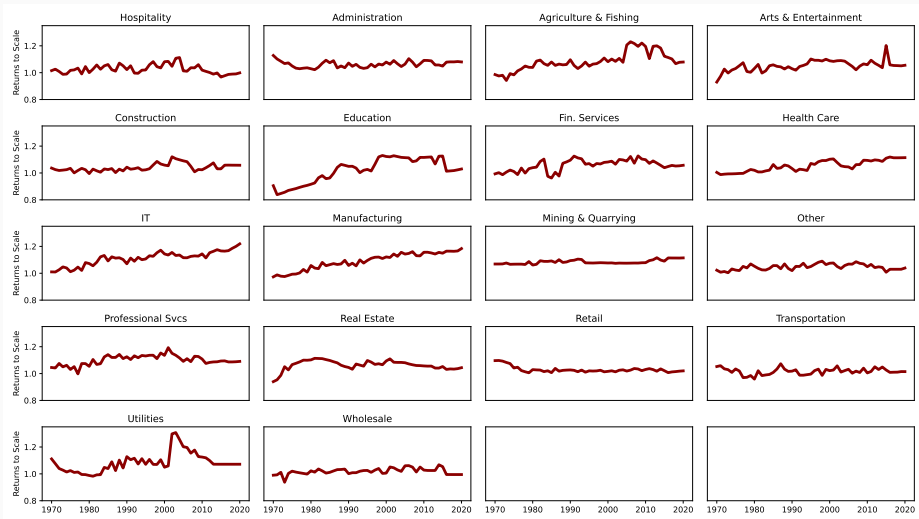 Hospitality Administration Agriculture & Fishing Arts & Entertainment
Returns to Scale
1.2
1.0
0.8
Construction Education Fin. Services Health Care
Returns to Scale
1.2
1.0
0.8
IT Manufacturing Mining & Quarrying Other
Returns to Scale
1.2
1.0
0.8
Professional Svcs Real Estate Retail Transportation
Returns to Scale
1.2
1.0
0.8
Utilities Wholesale
Returns to Scale
1.2
1.0
0.8
1970 1980 1990 2000 2010 2020 1970 1980 1990 2000 2010 2020 1970 1980 1990 2000 2010 2020 1970 1980 1990 2000 2010 2020